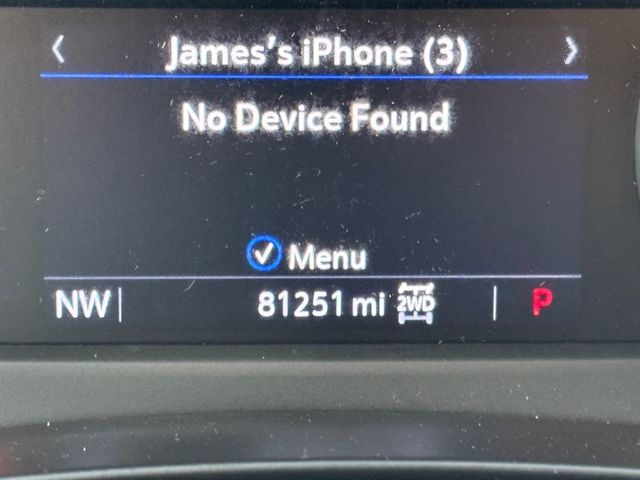 James's iPhone (3)
No Device Found
Menu
NW
81251 mi 2WD
P